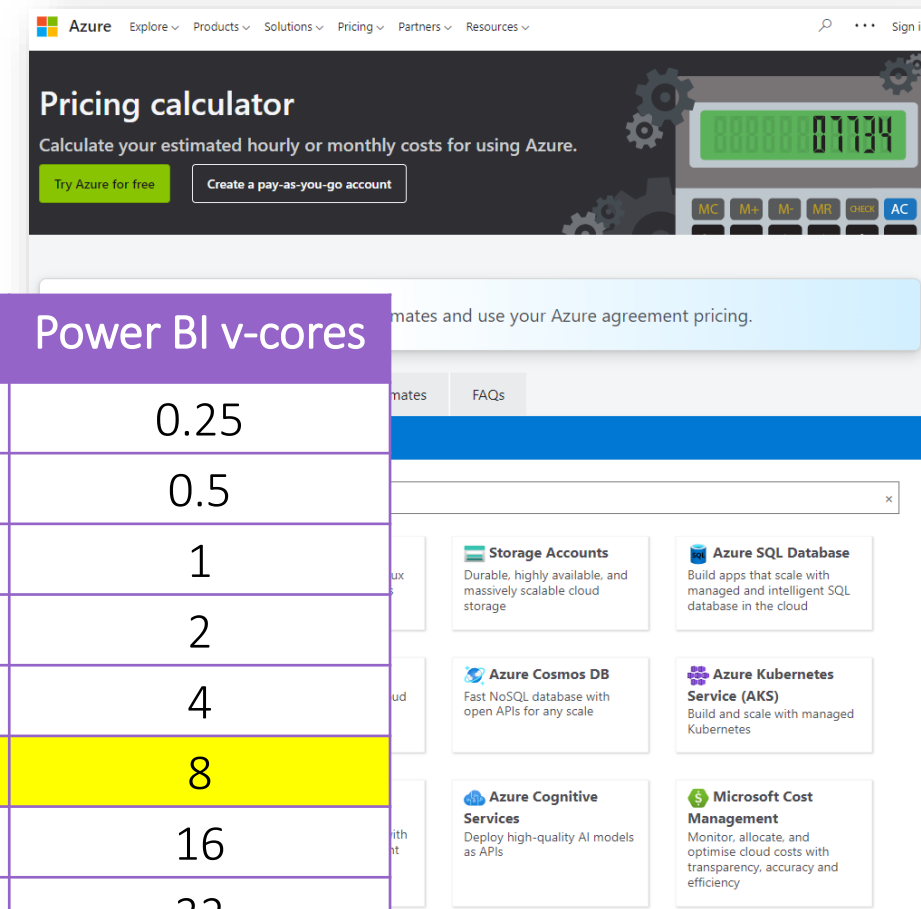 Azure Explore Products Solutions Pricing Partners Resources ••• Sign i
Pricing calculator
Calculate your estimated hourly or monthly costs for using Azure.
Try Azure for free Create a pay-as-you-go account
07734
MC M+ M- MR CHECK AC
mates and use your Azure agreement pricing.
mates FAQs
Power BI v-cores
0.25
0.5
1
2
4
8
16
×
ux
s
Storage Accounts
Durable, highly available, and
massively scalable cloud
storage
Azure SQL Database
Build apps that scale with
managed and intelligent SQL
database in the cloud
ud
Azure Cosmos DB
Fast NoSQL database with
open APIs for any scale
Azure Kubernetes
Service (AKS)
Build and scale with managed
Kubernetes
ith
nt
Azure Cognitive
Services
Deploy high-quality AI models
as APIs
Microsoft Cost
Management
Monitor, allocate, and
optimise cloud costs with
transparency, accuracy and
efficiency